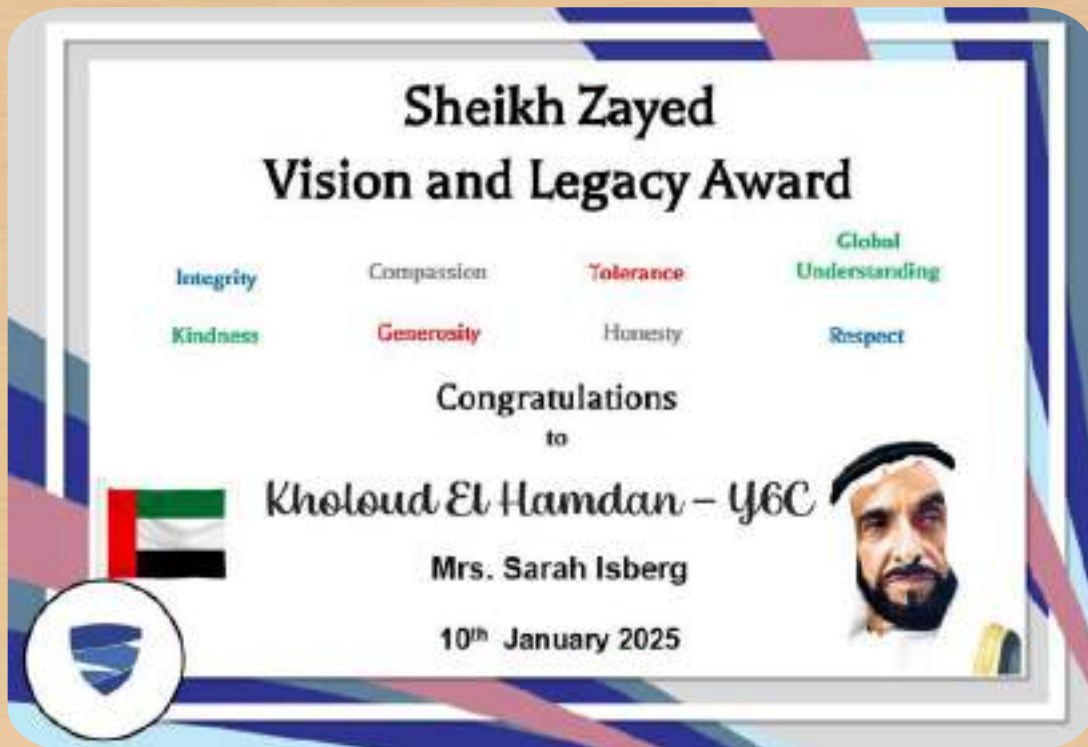 Sheikh Zayed
Vision and Legacy Award
Integrity Compassion Tolerance Global Understanding
Kindness Generosity Honesty Respect
Congratulations
to
Kholoud El Hamdan – Y6C
Mrs. Sarah Isberg
10th January 2025